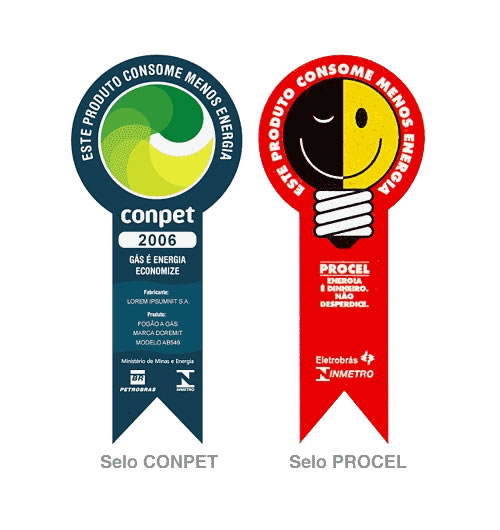 ESTE PRODUTO CONSOME MENOS ENERGIA
conpet
2006
GÁS É ENERGIA
ECONOMIZE
Fabricante:
LOREM IPSUMNIT S.A.
Produto:
FOGÃO A GÁS
MARCA DOREMIT
MODELO AB549
Ministério de Minas e Energia
BR
PETROBRAS
INMETRO
Selo CONPET
ESTE PRODUTO CONSOME MENOS ENERGIA
PROCEL
ENERGIA
É DINHEIRO.
NÃO
DESPERDICE.
Eletrobrás
INMETRO
Selo PROCEL